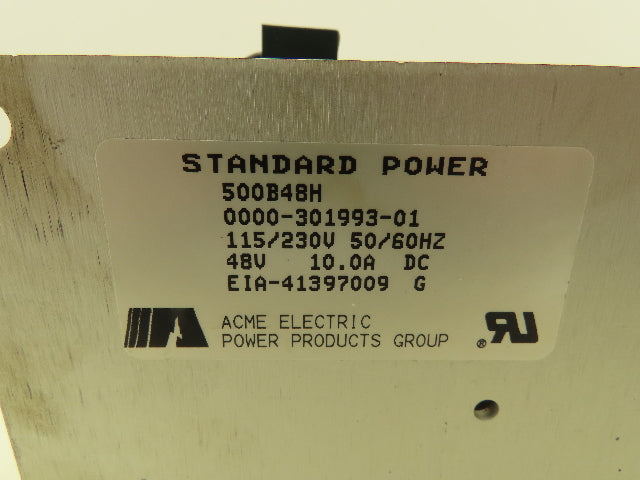 STANDARD POWER
500B48H
0000-301993-01
115/230V 50/60HZ
48V 10.0A DC
EIA-41397009 G
ACME ELECTRIC
POWER PRODUCTS GROUP ®